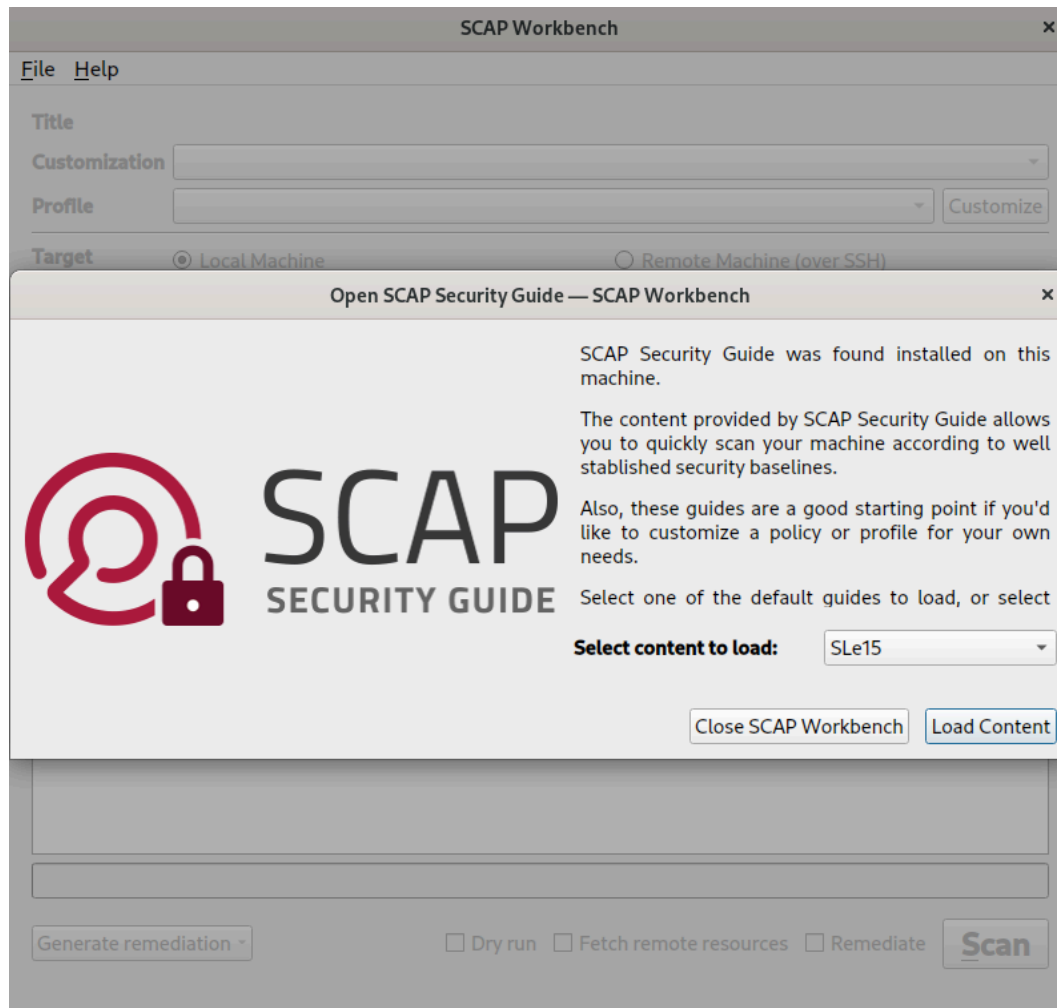 SCAP Workbench ×
File Help
Title
Customization
Profile Customize
Target Local Machine Remote Machine (over SSH)
Open SCAP Security Guide — SCAP Workbench ×
SCAP Security Guide was found installed on this
machine.
The content provided by SCAP Security Guide allows
you to quickly scan your machine according to well
stablished security baselines.
Also, these guides are a good starting point if you'd
like to customize a policy or profile for your own
needs.
Select one of the default guides to load, or select
SCAP
SECURITY GUIDE
Select content to load: SLe15
Close SCAP Workbench Load Content
Generate remediation Dry run Fetch remote resources Remediate Scan